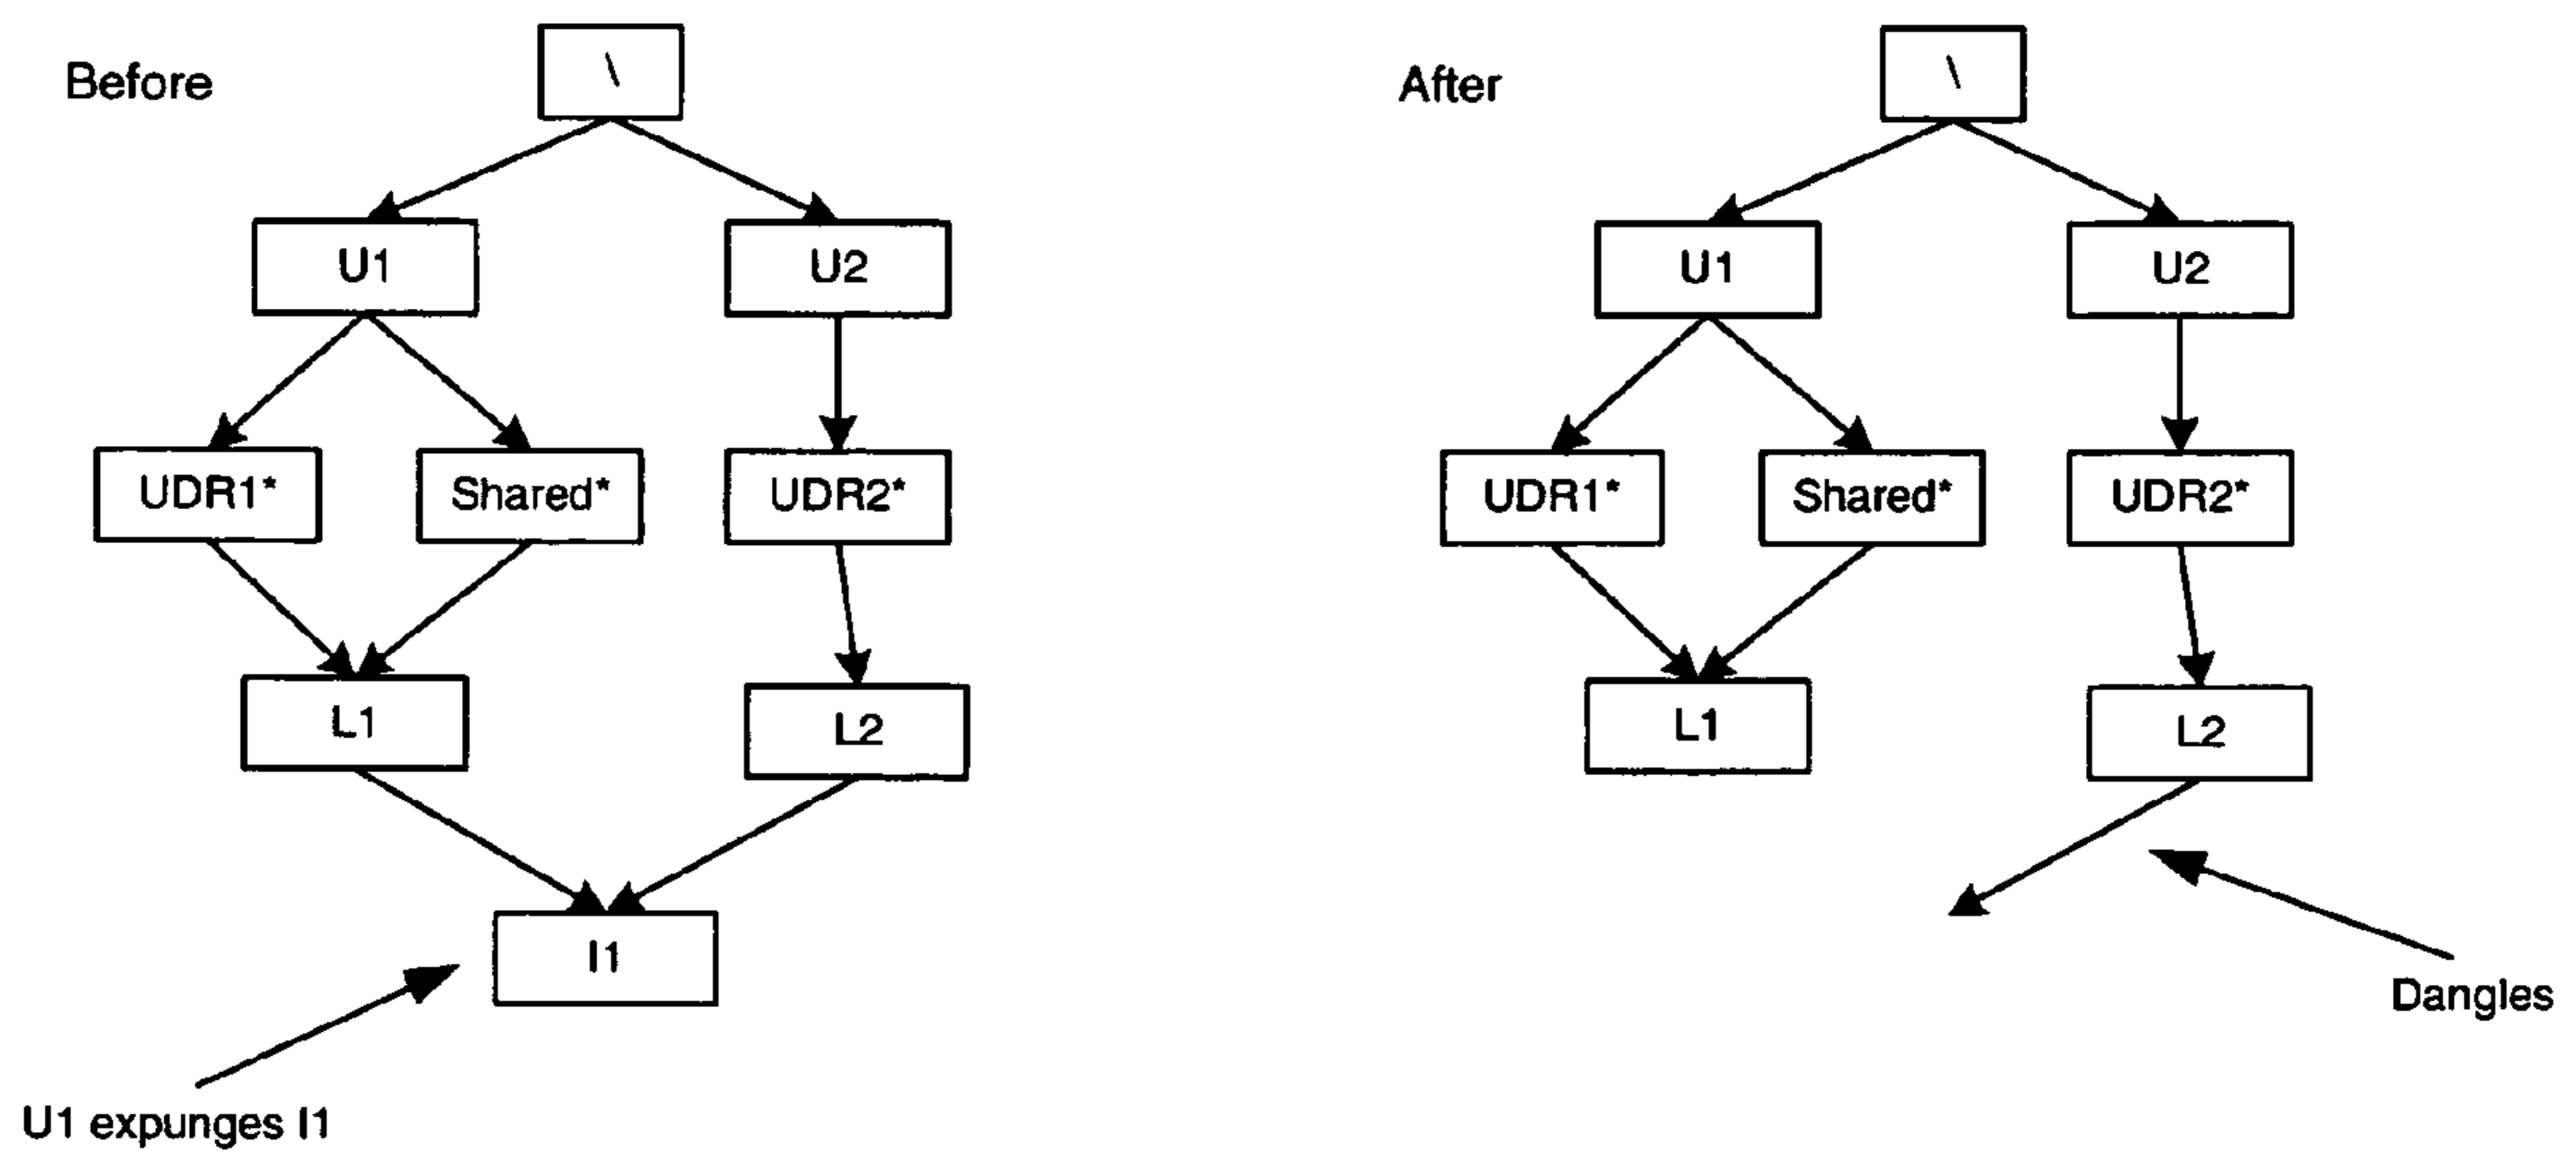 Before
\
U1
U2
UDR1*
Shared*
UDR2*
L1
L2
I1
U1 expunges I1
After
\
U1
U2
UDR1*
Shared*
UDR2*
L1
L2
Dangles